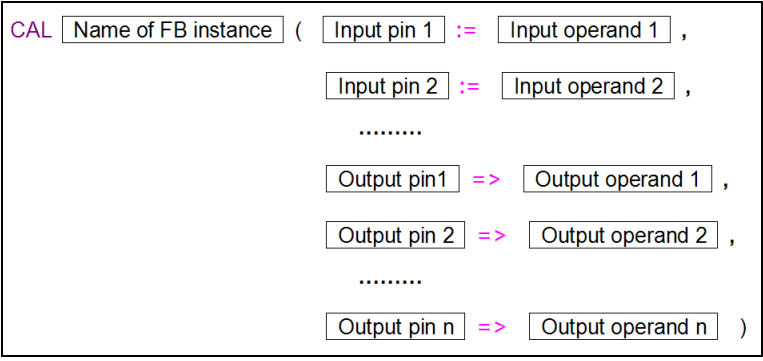 CAL Name of FB instance ( Input pin 1 := Input operand 1 ,
Input pin 2 := Input operand 2 ,
.........
Output pin1 => Output operand 1 ,
Output pin 2 => Output operand 2 ,
.........
Output pin n => Output operand n )